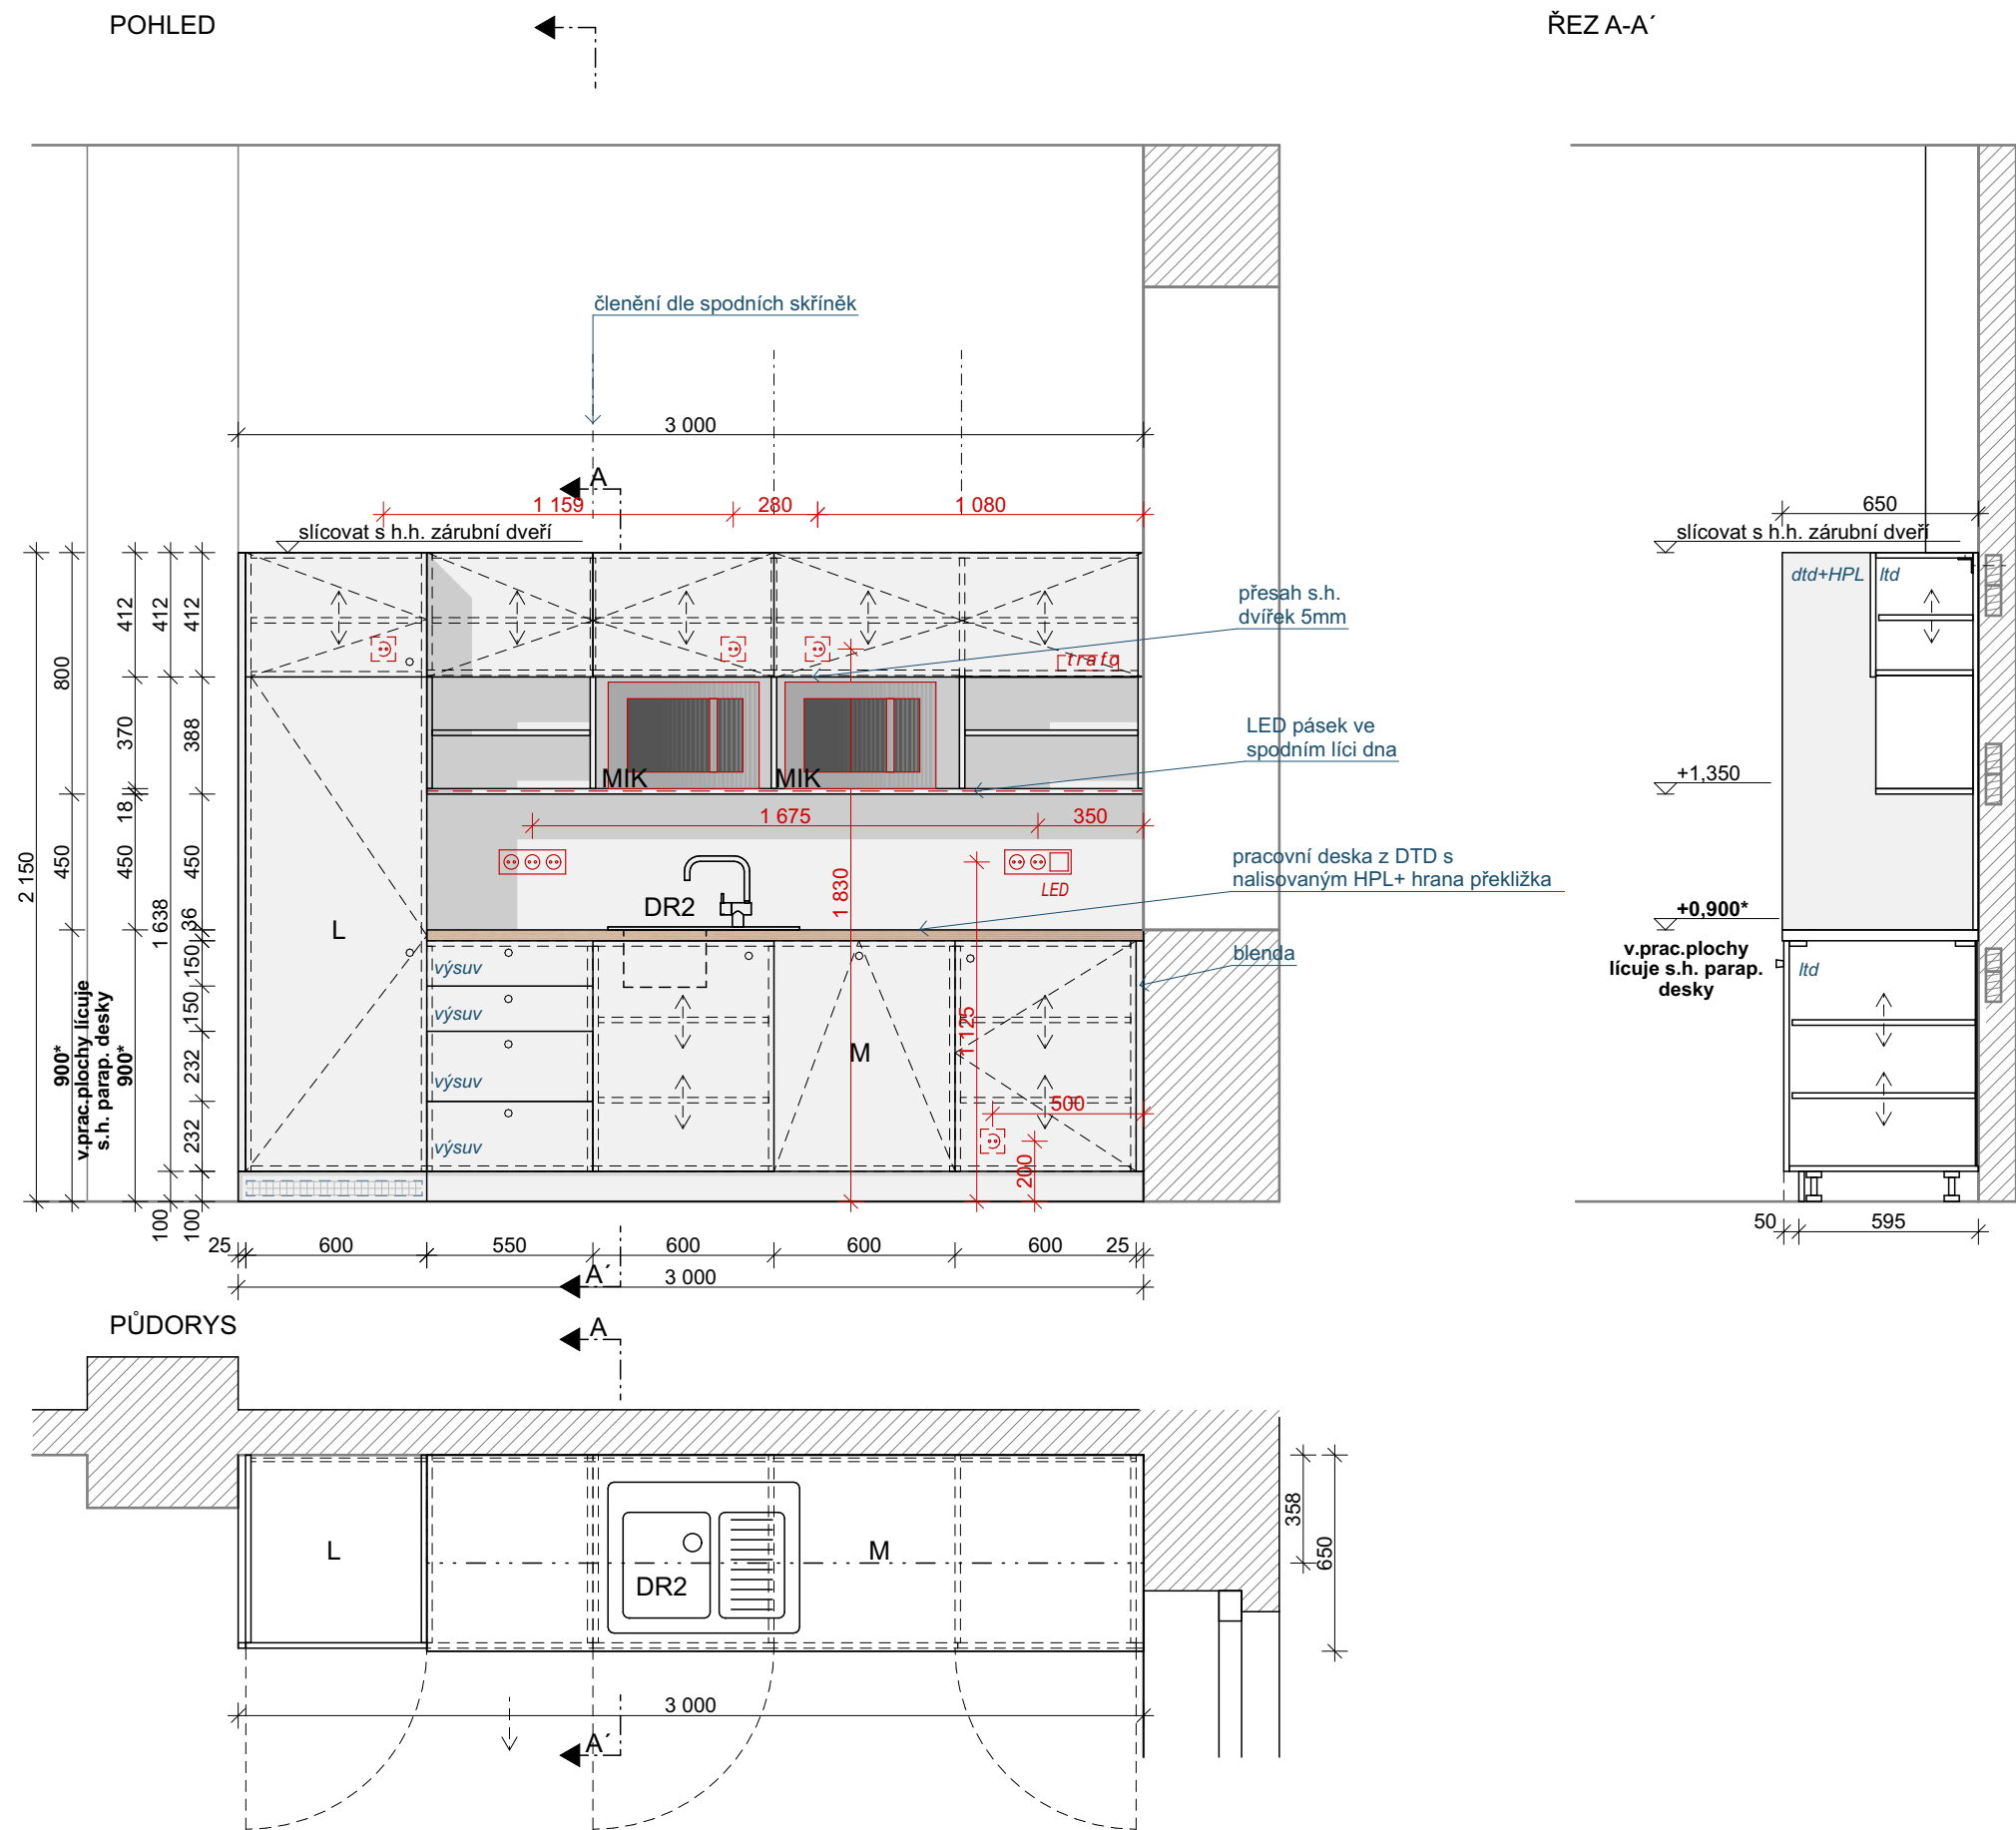 POHLED
ŘEZ A-A´
členění dle spodních skříněk
3 000
A
1 159
280
1 080
slícovat s h.h. zárubní dveří
650
slícovat s h.h. zárubní dveří
dtd+HPL
ltd
přesah s.h.
dvířek 5mm
trafo
LED pásek ve
spodním líci dna
MIK
MIK
+1,350
1 675
350
pracovní deska z DTD s
nalisovaným HPL+ hrana překližka
LED
DR2
1 830
+0,900*
v.prac.plochy
lícuje s.h. parap.
desky
ltd
L
blenda
výsuv
výsuv
výsuv
výsuv
M
1 125
500
200
2 150
800
450
900*
v.prac.plochy lícuje
s.h. parap. desky
412
370
18
450
900*
412
1 638
100
412
388
450
36
150
150
232
232
100
25
600
550
600
600
600
25
3 000
A´
50
595
PŮDORYS
A
L
DR2
M
358
650
3 000
A´